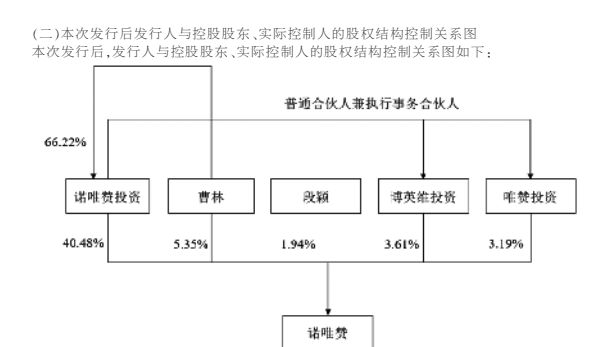 (二)本次发行后发行人与控股股东、实际控制人的股权结构控制关系图
本次发行后,发行人与控股股东、实际控制人的股权结构控制关系图如下:
普通合伙人兼执行事务合伙人
66.22%
诺唯赞投资 曹林 段颖 博英维投资 唯赞投资
40.48% 5.35% 1.94% 3.61% 3.19%
诺唯赞